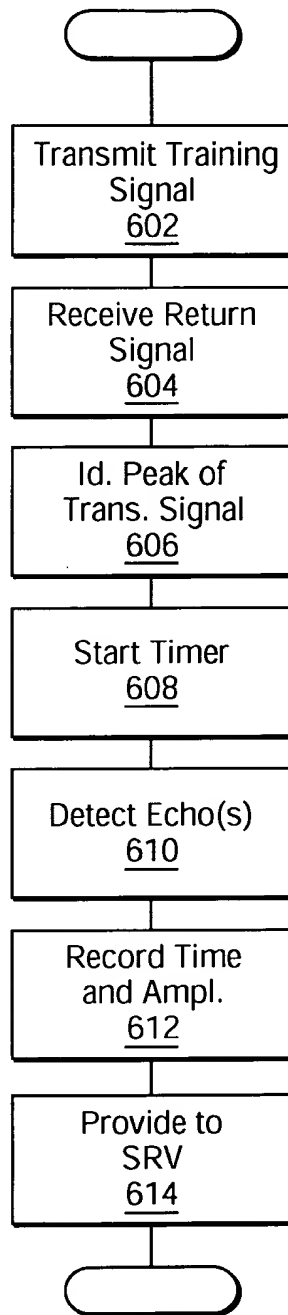 Transmit Training
Signal
602
Receive Return
Signal
604
Id. Peak of
Trans. Signal
606
Start Timer
608
Detect Echo(s)
610
Record Time
and Ampl.
612
Provide to
SRV
614